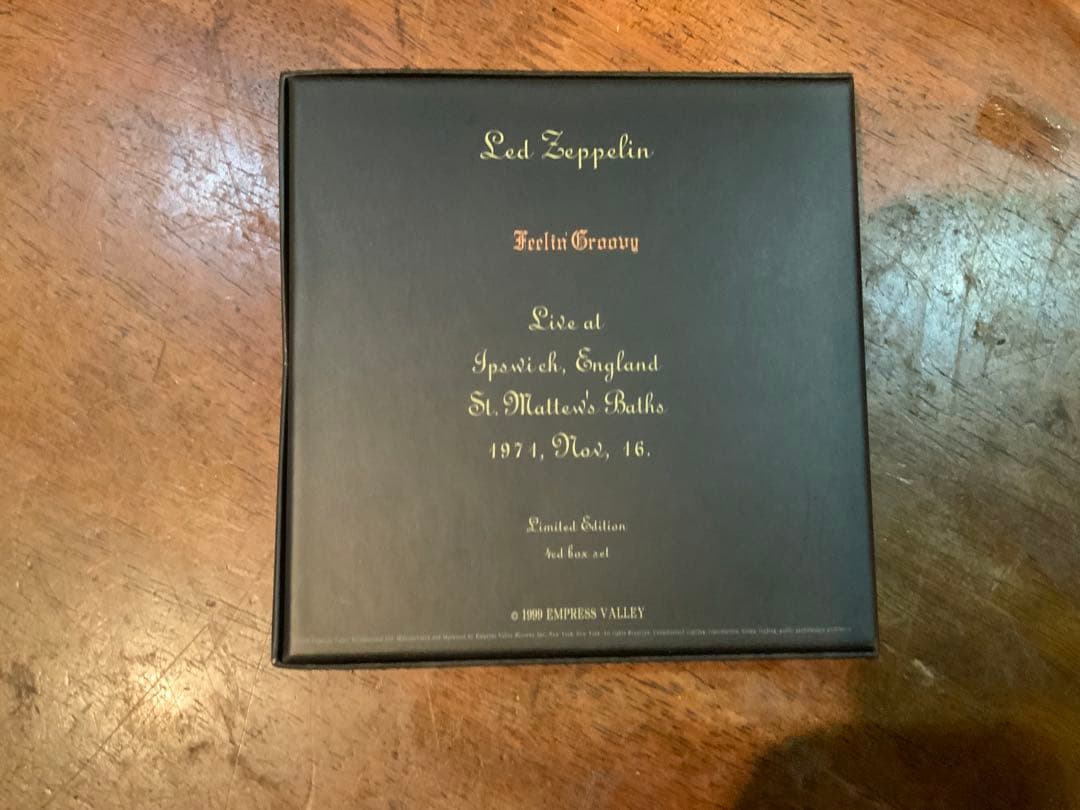 Led Zeppelin
Feelin' Groovy
Live at
Ipswich, England
St. Mattew's Baths
1971, Nov, 16.
Limited Edition
4cd box set
© 1999 EMPRESS VALLEY